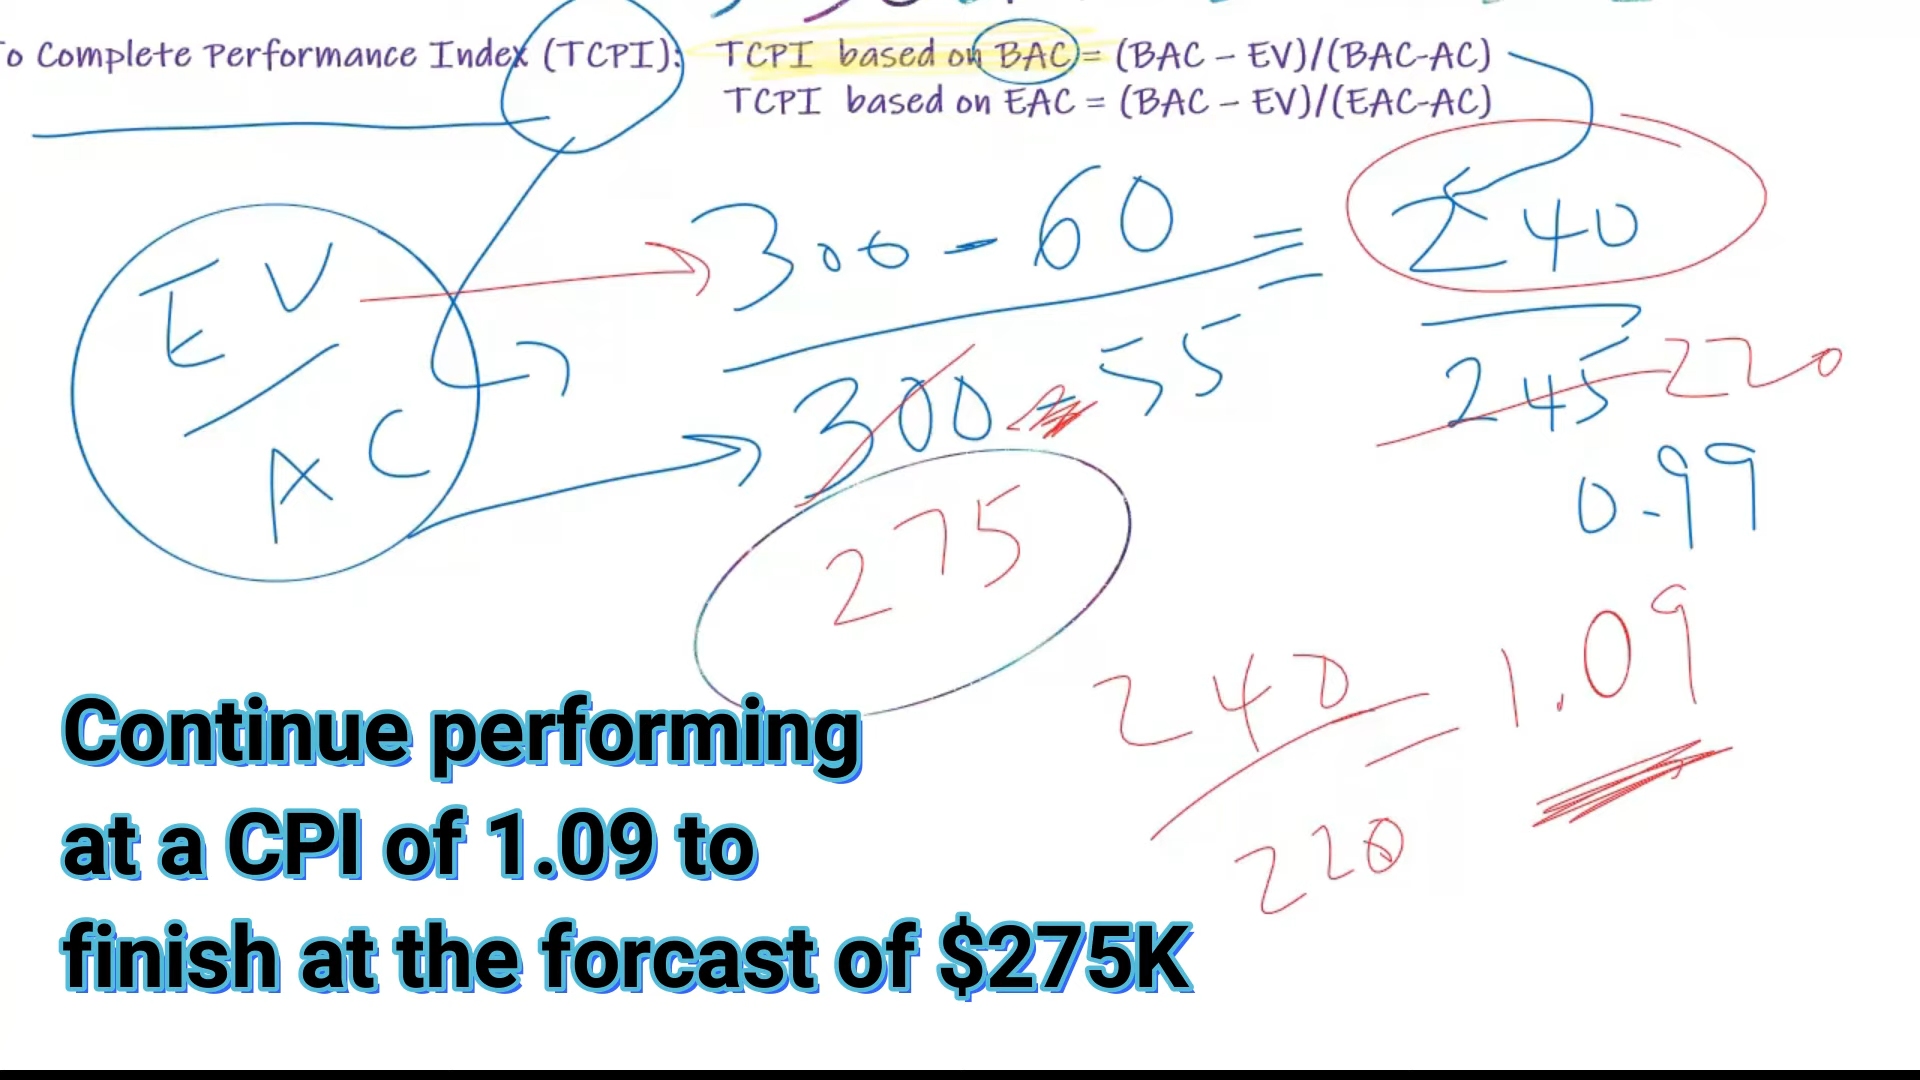 o Complete Performance Index (TCPI): TCPI based on BAC = (BAC - EV)/(BAC-AC)
TCPI based on EAC = (BAC - EV)/(EAC-AC)
EV
AC
300 - 60 = 240
300 - 55
245 220
0.99
275
240
220
= 1.09
Continue performing
at a CPI of 1.09 to
finish at the forcast of $275K